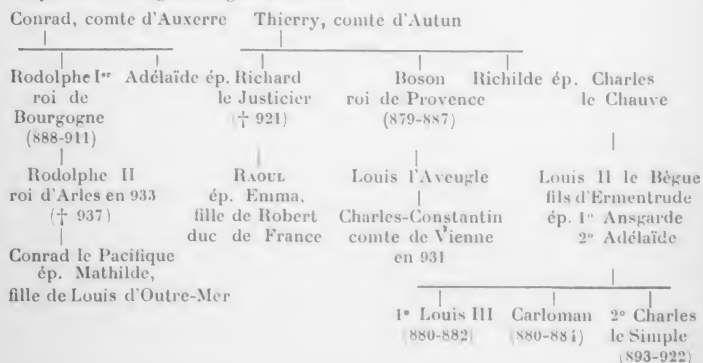 Conrad, comte d'Auxerre Thierry, comte d'Autun
Rodolphe Ier Adélaïde ép. Richard Boson Richilde ép. Charles
roi de le Justicier roi de Provence le Chauve
Bourgogne († 921) (879-887)
(888-911)
Rodolphe II RAOUL Louis l'Aveugle Louis II le Bègue
roi d'Arles en 933 ép. Emma, fils d'Ermentrude
(† 937) fille de Robert Charles-Constantin ép. 1º Ansgarde
duc de France comte de Vienne 2º Adélaïde
Conrad le Pacifique en 931
ép. Mathilde,
fille de Louis d'Outre-Mer
1º Louis III Carloman 2º Charles
(880-882) (880-884) le Simple
(893-922)